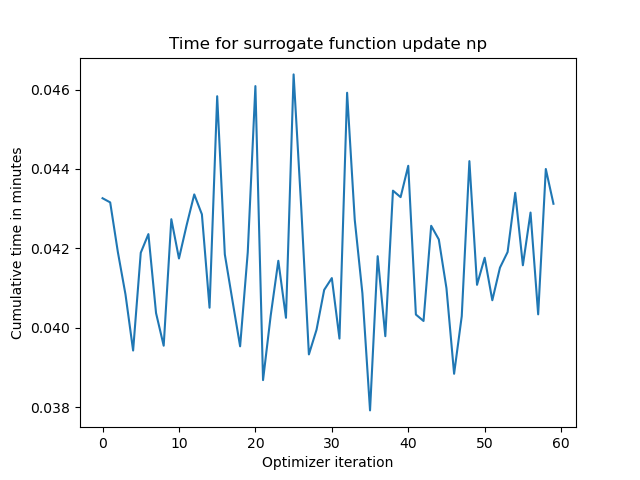 Time for surrogate function update np
Cumulative time in minutes
0.046
0.044
0.042
0.040
0.038
0 10 20 30 40 50 60
Optimizer iteration